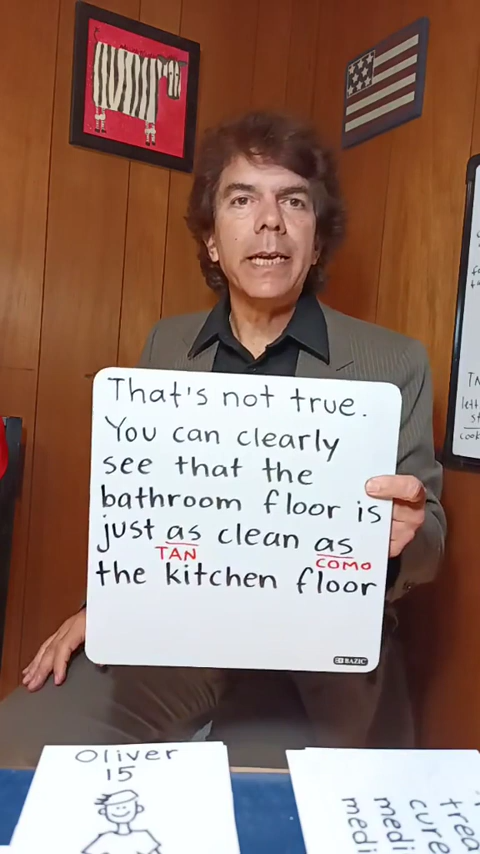 That's not true.
You can clearly
see that the
bathroom floor is
just as clean as
TAN COMO
the kitchen floor
BAZIC
Oliver
15
cure
medi
medi